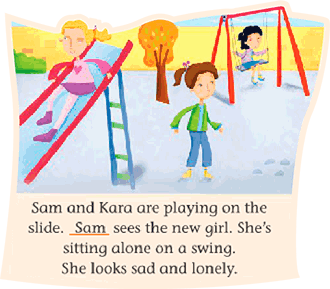 Sam and Kara are playing on the
slide. Sam sees the new girl. She's
sitting alone on a swing.
She looks sad and lonely.